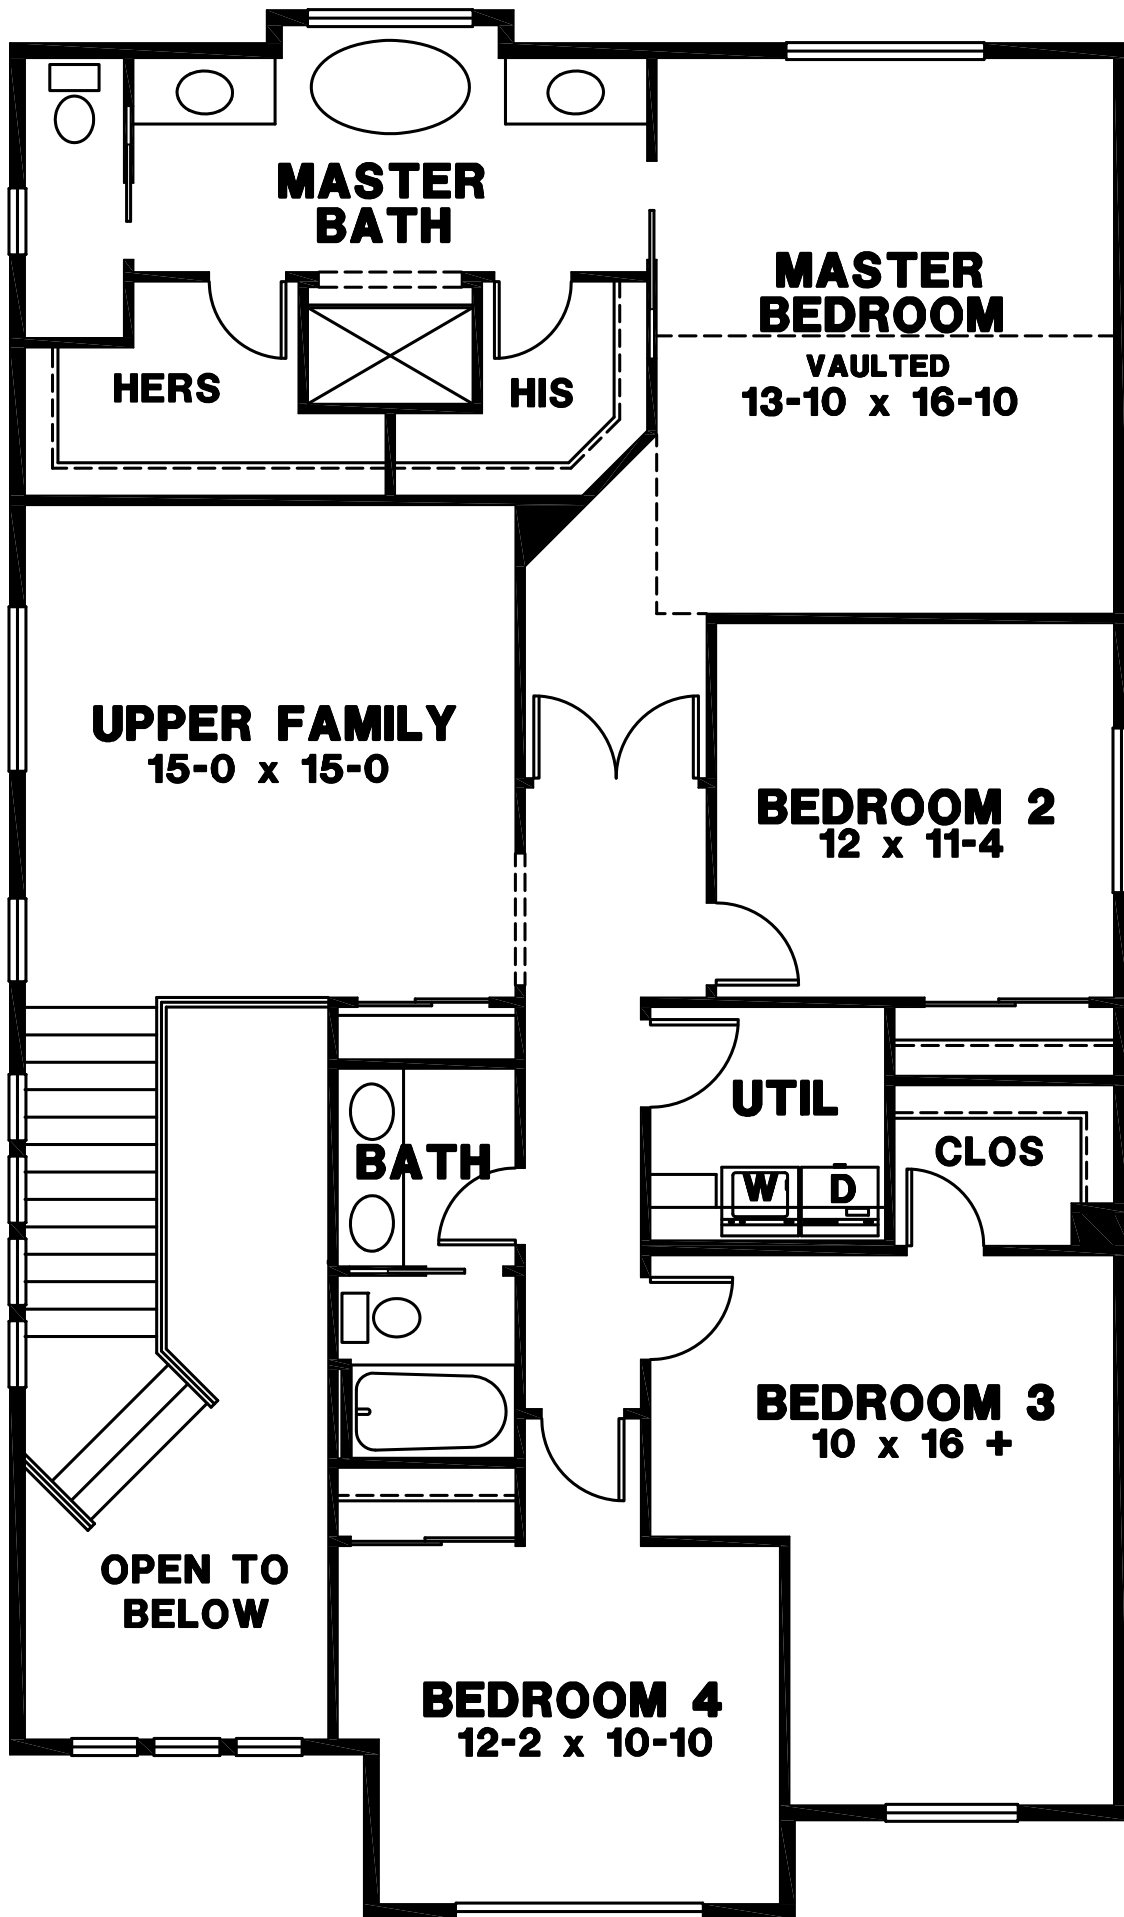 MASTER
BATH
MASTER
BEDROOM
VAULTED
13-10 x 16-10
HERS
HIS
UPPER FAMILY
15-0 x 15-0
BEDROOM 2
12 x 11-4
UTIL
BATH
CLOS
W
D
BEDROOM 3
10 x 16 +
OPEN TO
BELOW
BEDROOM 4
12-2 x 10-10